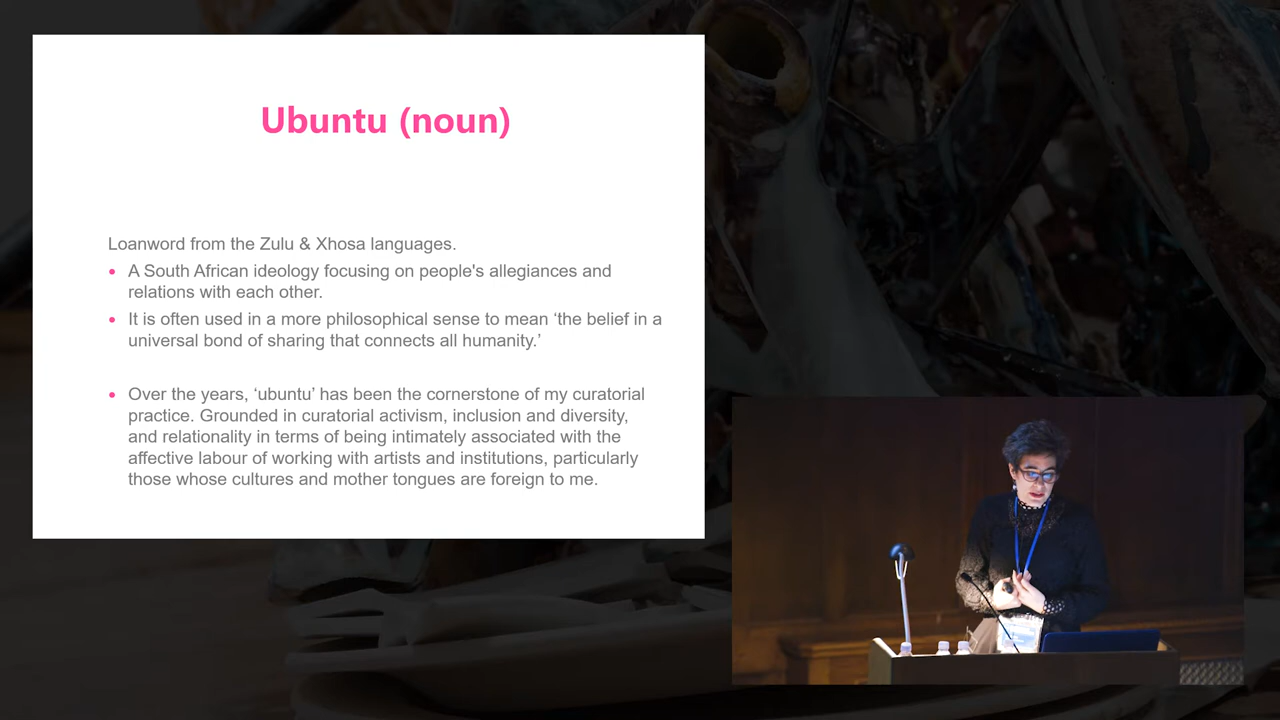 Ubuntu (noun)
Loanword from the Zulu & Xhosa languages.
A South African ideology focusing on people's allegiances and
relations with each other.
It is often used in a more philosophical sense to mean ‘the belief in a
universal bond of sharing that connects all humanity.’
Over the years, ‘ubuntu’ has been the cornerstone of my curatorial
practice. Grounded in curatorial activism, inclusion and diversity,
and relationality in terms of being intimately associated with the
affective labour of working with artists and institutions, particularly
those whose cultures and mother tongues are foreign to me.